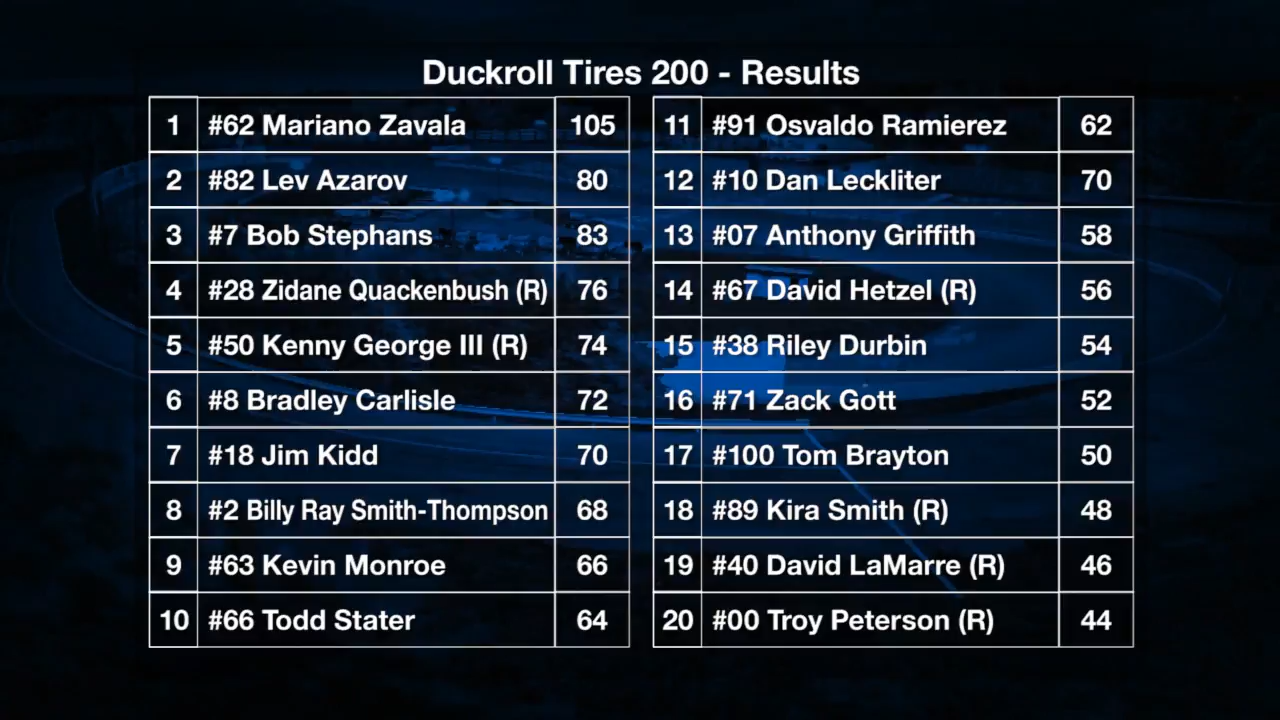 Duckroll Tires 200 - Results
1 #62 Mariano Zavala 105
2 #82 Lev Azarov 80
3 #7 Bob Stephans 83
4 #28 Zidane Quackenbush (R) 76
5 #50 Kenny George III (R) 74
6 #8 Bradley Carlisle 72
7 #18 Jim Kidd 70
8 #2 Billy Ray Smith-Thompson 68
9 #63 Kevin Monroe 66
10 #66 Todd Stater 64
11 #91 Osvaldo Ramierez 62
12 #10 Dan Leckliter 70
13 #07 Anthony Griffith 58
14 #67 David Hetzel (R) 56
15 #38 Riley Durbin 54
16 #71 Zack Gott 52
17 #100 Tom Brayton 50
18 #89 Kira Smith (R) 48
19 #40 David LaMarre (R) 46
20 #00 Troy Peterson (R) 44